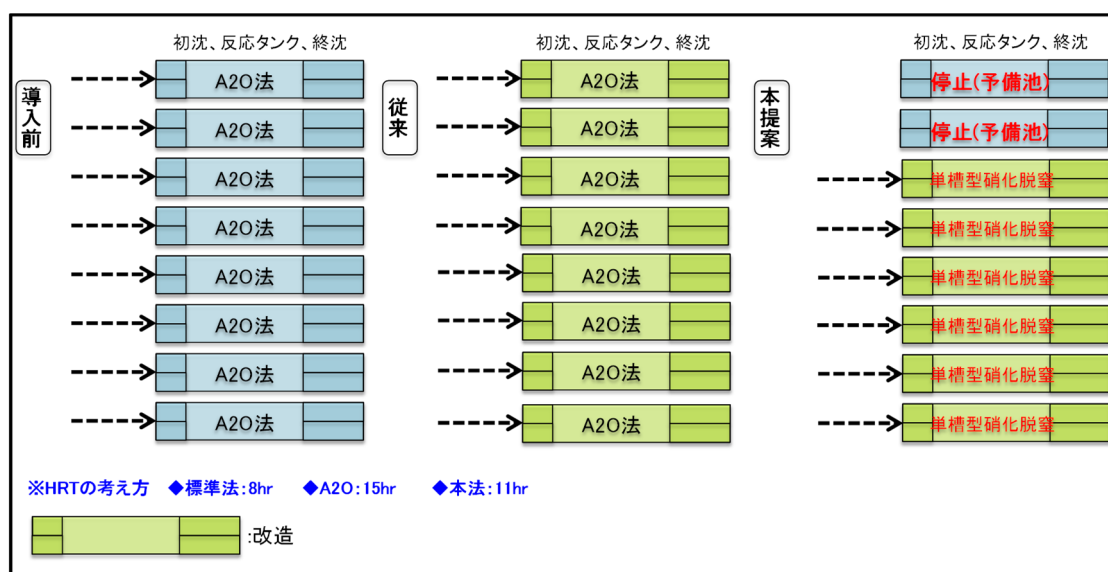 導入前
初沈、反応タンク、終沈
A2O法
A2O法
A2O法
A2O法
A2O法
A2O法
A2O法
A2O法
従来
初沈、反応タンク、終沈
A2O法
A2O法
A2O法
A2O法
A2O法
A2O法
A2O法
A2O法
本提案
初沈、反応タンク、終沈
停止(予備池)
停止(予備池)
単槽型硝化脱窒
単槽型硝化脱窒
単槽型硝化脱窒
単槽型硝化脱窒
単槽型硝化脱窒
単槽型硝化脱窒
※HRTの考え方 ◆標準法:8hr ◆A2O:15hr ◆本法:11hr
:改造